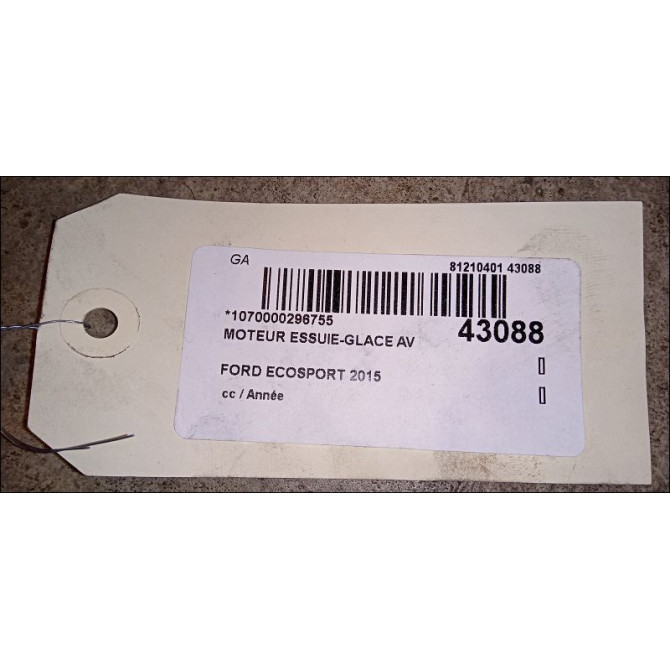 GA
81210401 43088
*1070000296755
43088
MOTEUR ESSUIE-GLACE AV
FORD ECOSPORT 2015
cc / Année